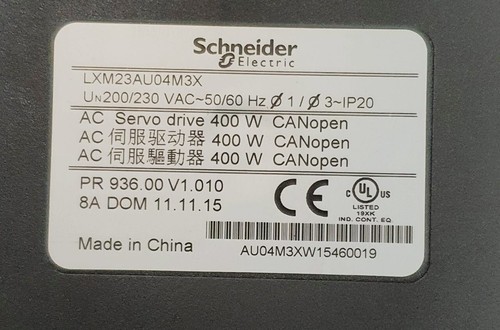 Schneider
Electric
LXM23AU04M3X
UN200/230 VAC~50/60 Hz ϕ 1 / ϕ 3~IP20
AC Servo drive 400 W CANopen
AC 伺服驱动器 400 W CANopen
AC 伺服驅動器 400 W CANopen
PR 936.00 V1.010
8A DOM 11.11.15
CE
c UL US
LISTED
19XK
IND. CONT. EQ.
Made in China
AU04M3XW15460019